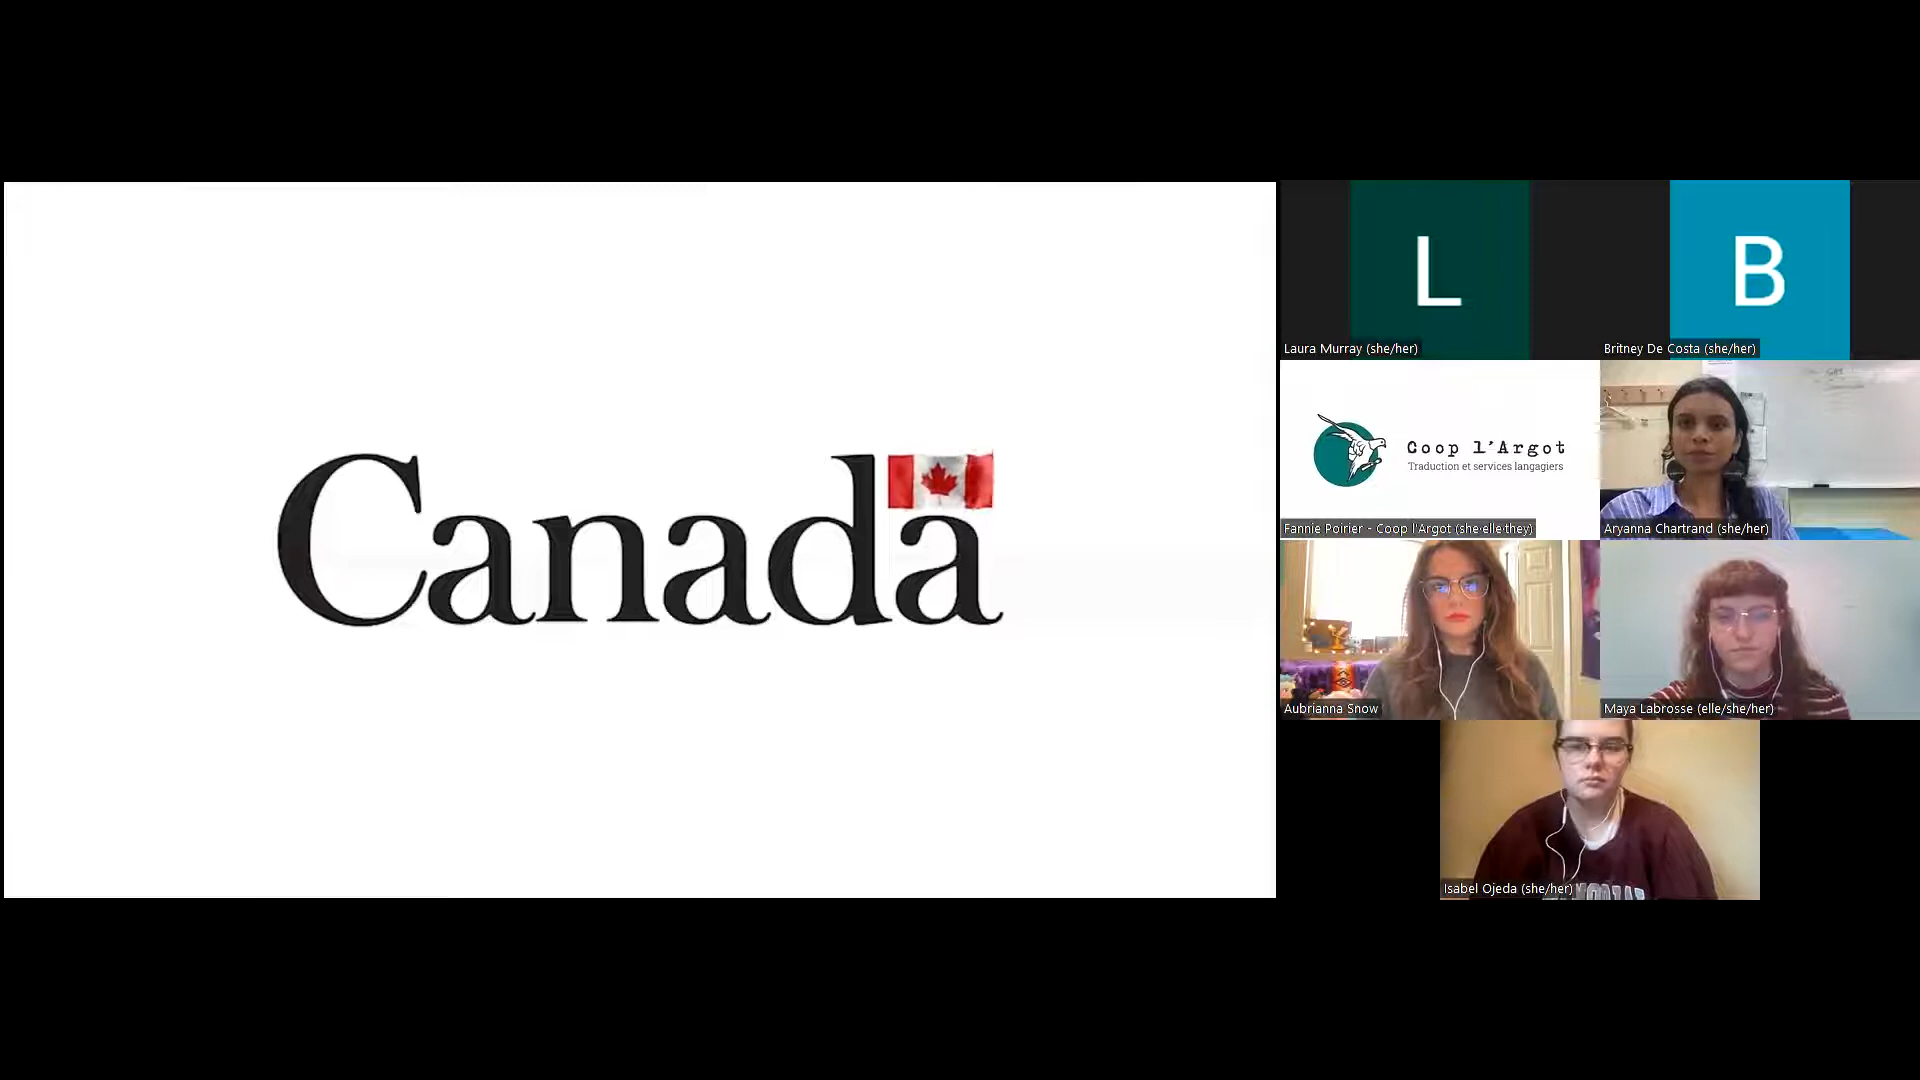 Canada
L
B
Laura Murray (she/her)
Britney De Costa (she/her)
Coop l'Argot
Traduction et services langagiers
Fannie Poirier - Coop l'Argot (she·elle·they)
Aryanna Chartrand (she/her)
Aubrianna Snow
Maya Labrosse (elle/she/her)
Isabel Ojeda (she/her)